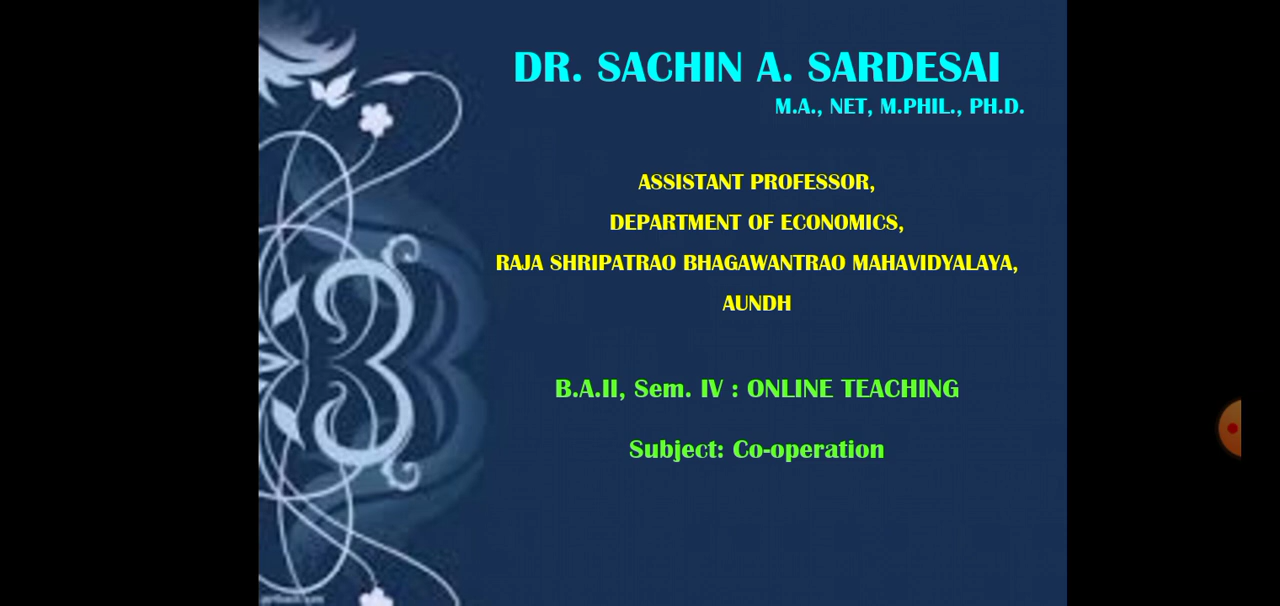 DR. SACHIN A. SARDESAI
M.A., NET, M.PHIL., PH.D.
ASSISTANT PROFESSOR,
DEPARTMENT OF ECONOMICS,
RAJA SHRIPATRAO BHAGAWANTRAO MAHAVIDYALAYA,
AUNDH
B.A.II, Sem. IV : ONLINE TEACHING
Subject: Co-operation